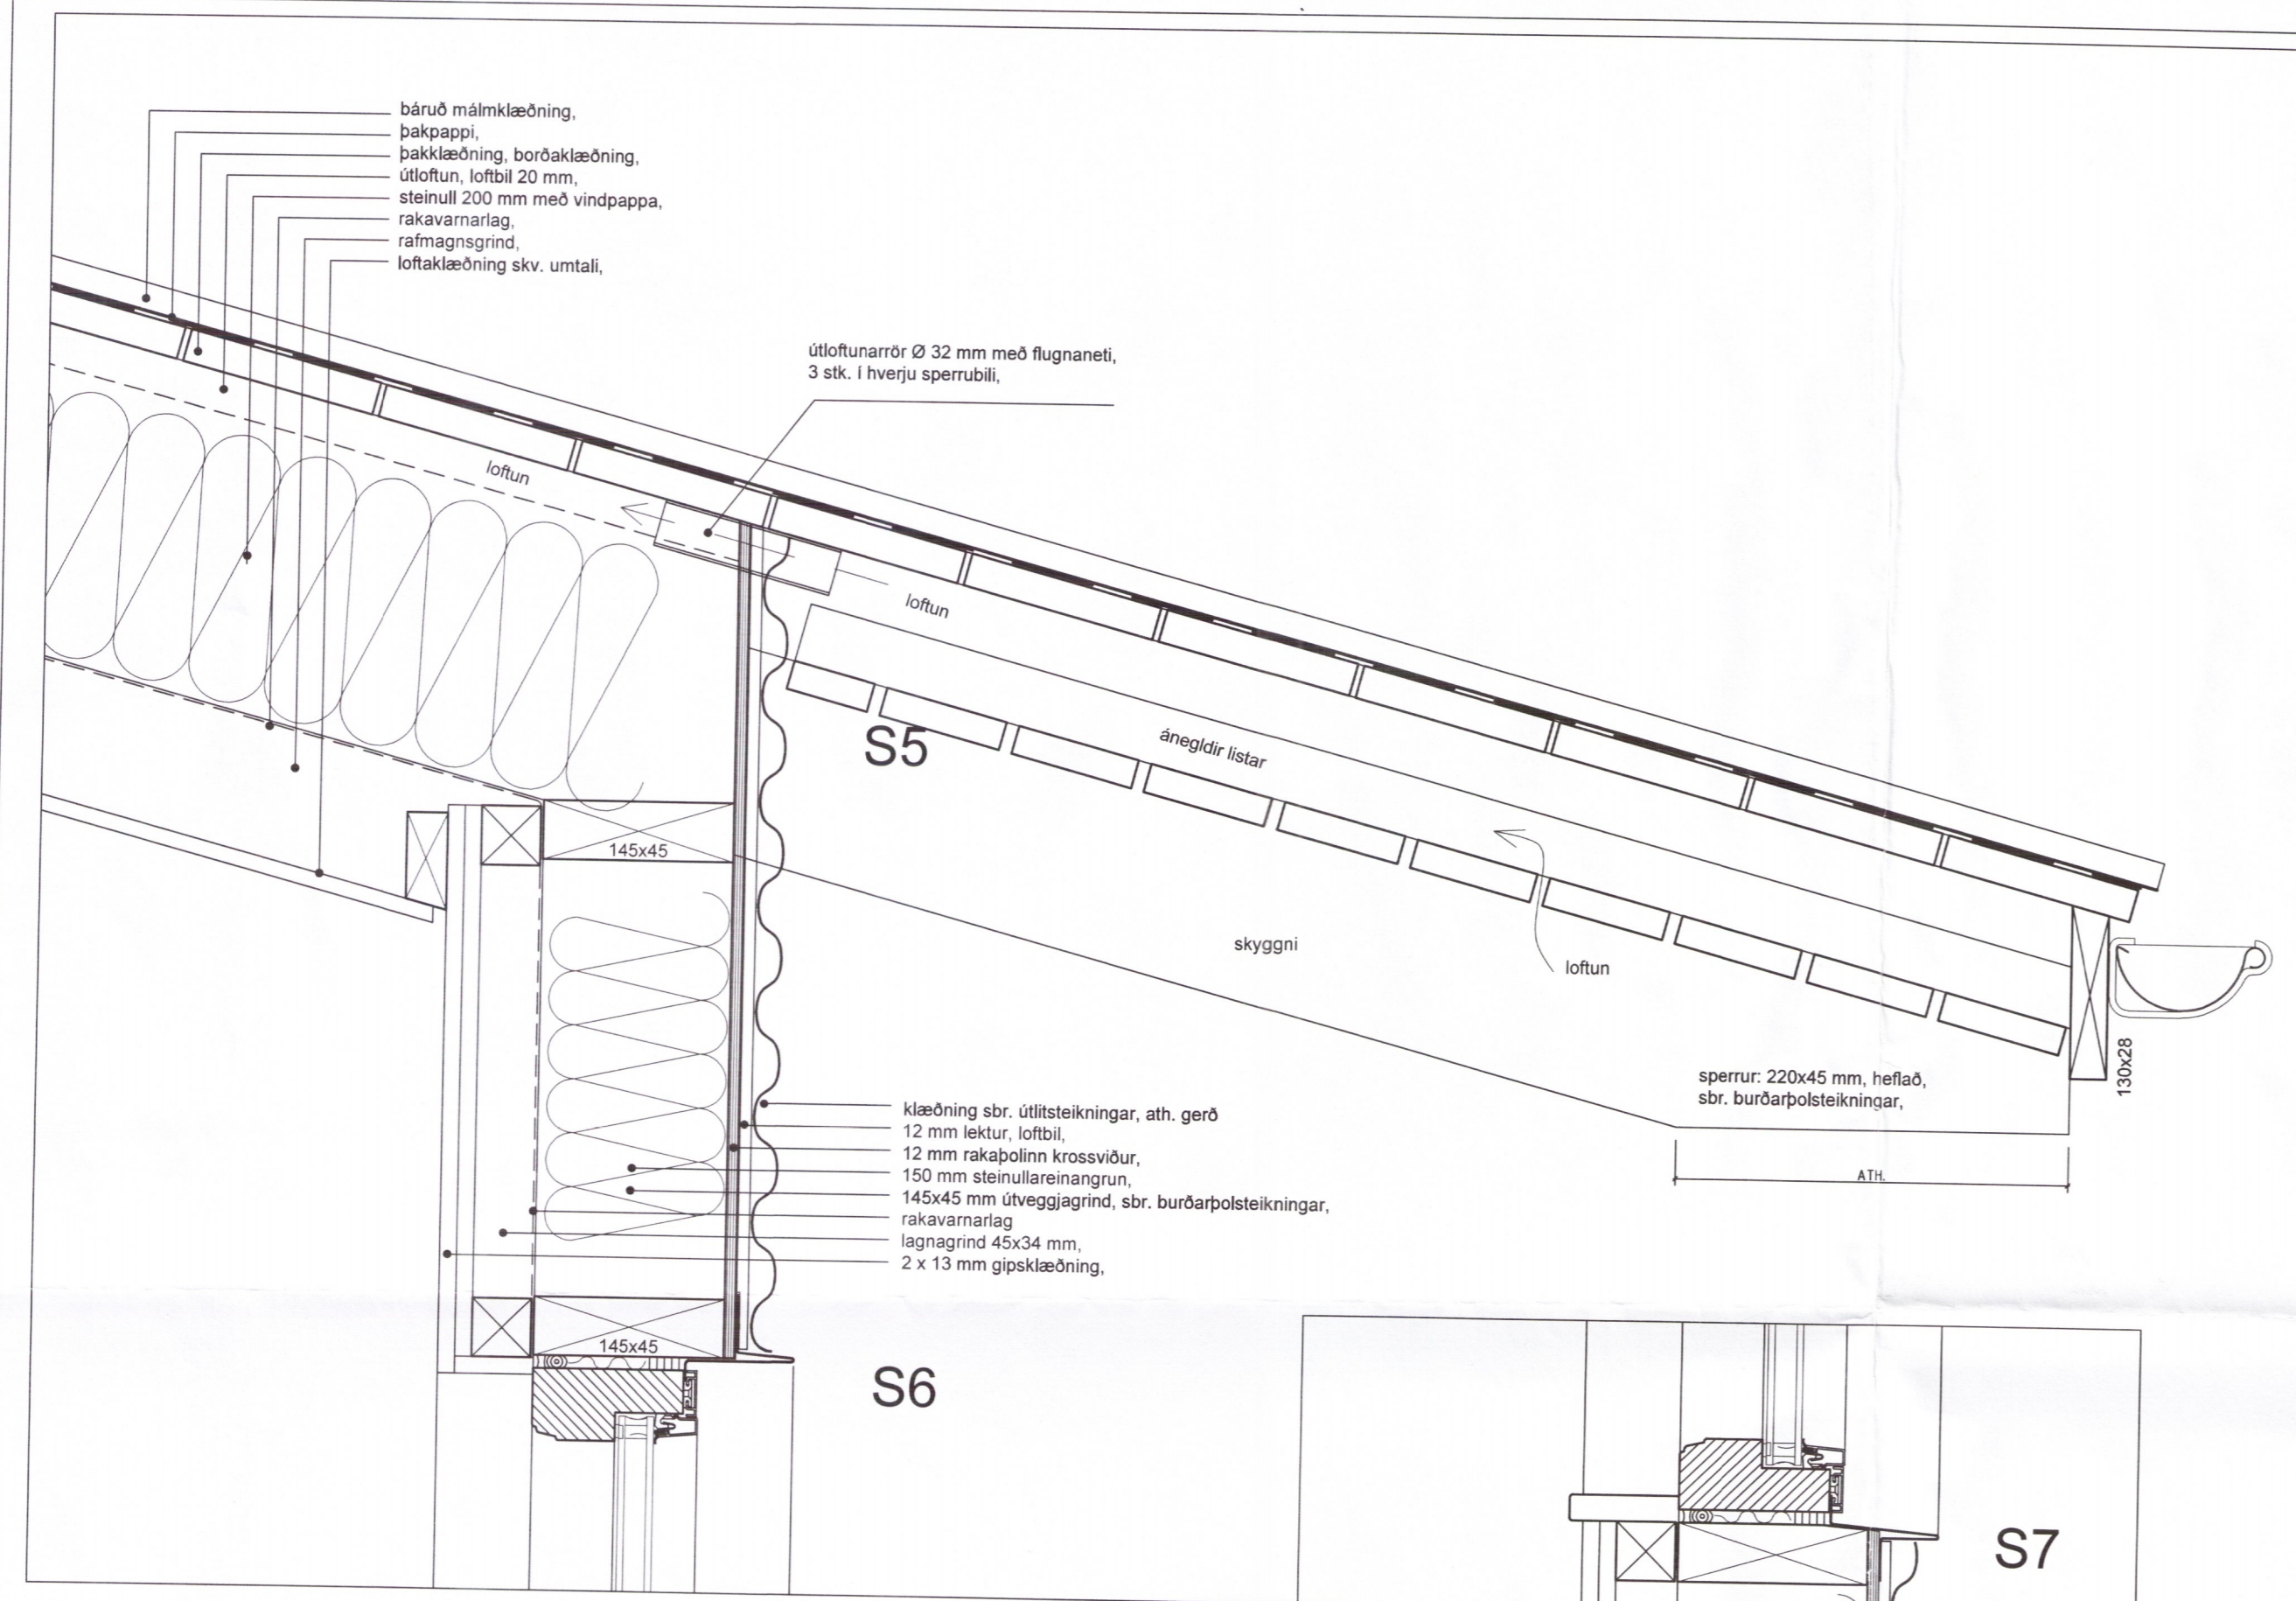 báruð málmklæðning,
þakpappi,
þakklæðning, borðaklæðning,
útloftun, loftbil 20 mm,
steinull 200 mm með vindpappa,
rakavarnarlag,
rafmagnsgrind,
loftaklæðning skv. umtali,
útloftunarrör Ø 32 mm með flugnaneti,
3 stk. í hverju sperrubili,
loftun
loftun
S5
ánegldir listar
145x45
skyggni
loftun
sperrur: 220x45 mm, heflað,
sbr. burðarþolsteikningar,
130x28
ATH.
klæðning sbr. útlitsteikningar, ath. gerð
12 mm lektur, loftbil,
12 mm rakaþolinn krossviður,
150 mm steinullareinangrun,
145x45 mm útveggjagrind, sbr. burðarþolsteikningar,
rakavarnarlag
lagnagrind 45x34 mm,
2 x 13 mm gipsklæðning,
145x45
S6
S7